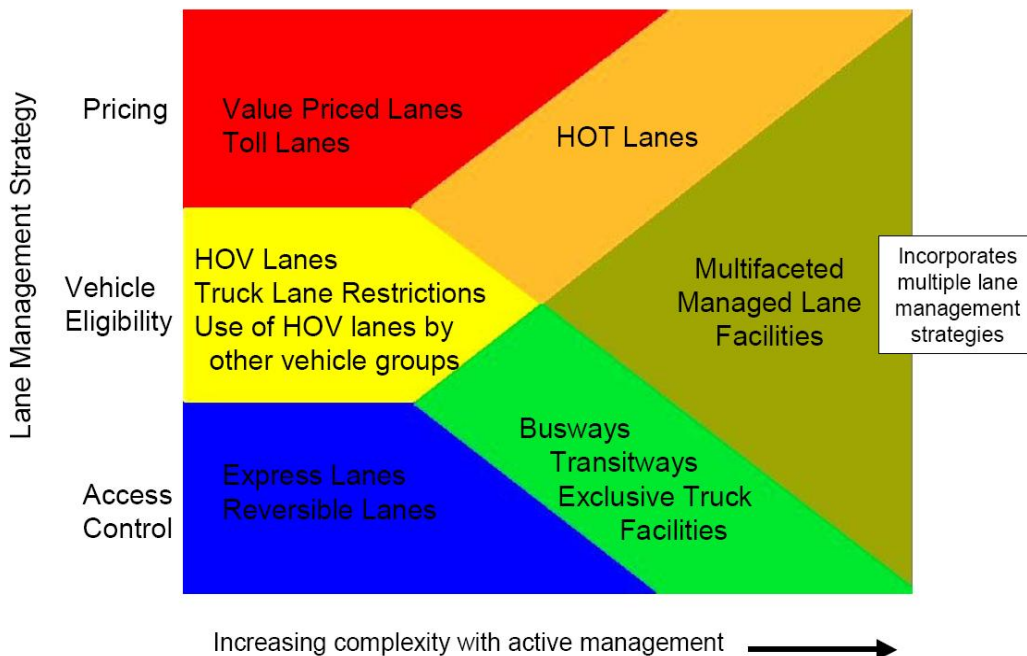 Lane Management Strategy
Pricing
Value Priced Lanes
Toll Lanes
HOT Lanes
Vehicle
Eligibility
HOV Lanes
Truck Lane Restrictions
Use of HOV lanes by
other vehicle groups
Multifaceted
Managed Lane
Facilities
Incorporates
multiple lane
management
strategies
Access
Control
Express Lanes
Reversible Lanes
Busways
Transitways
Exclusive Truck
Facilities
Increasing complexity with active management